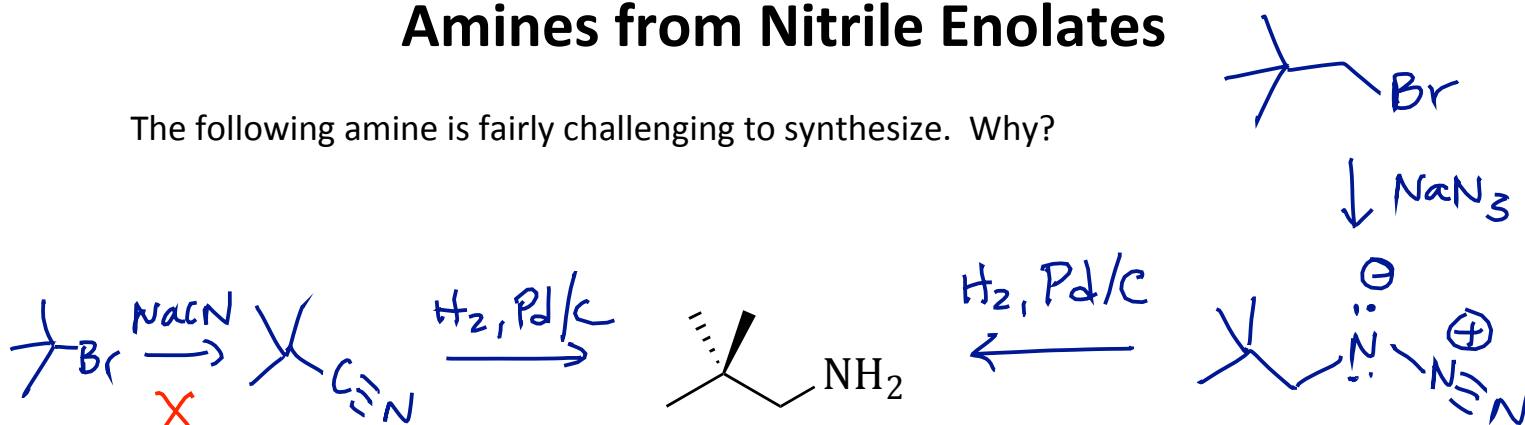 Amines from Nitrile Enolates
Br
The following amine is fairly challenging to synthesize. Why?
NaN3
Br
NaCN
X
C≡N
H2, Pd/C
NH2
H2, Pd/C
⊖
N
⊕
N≡N